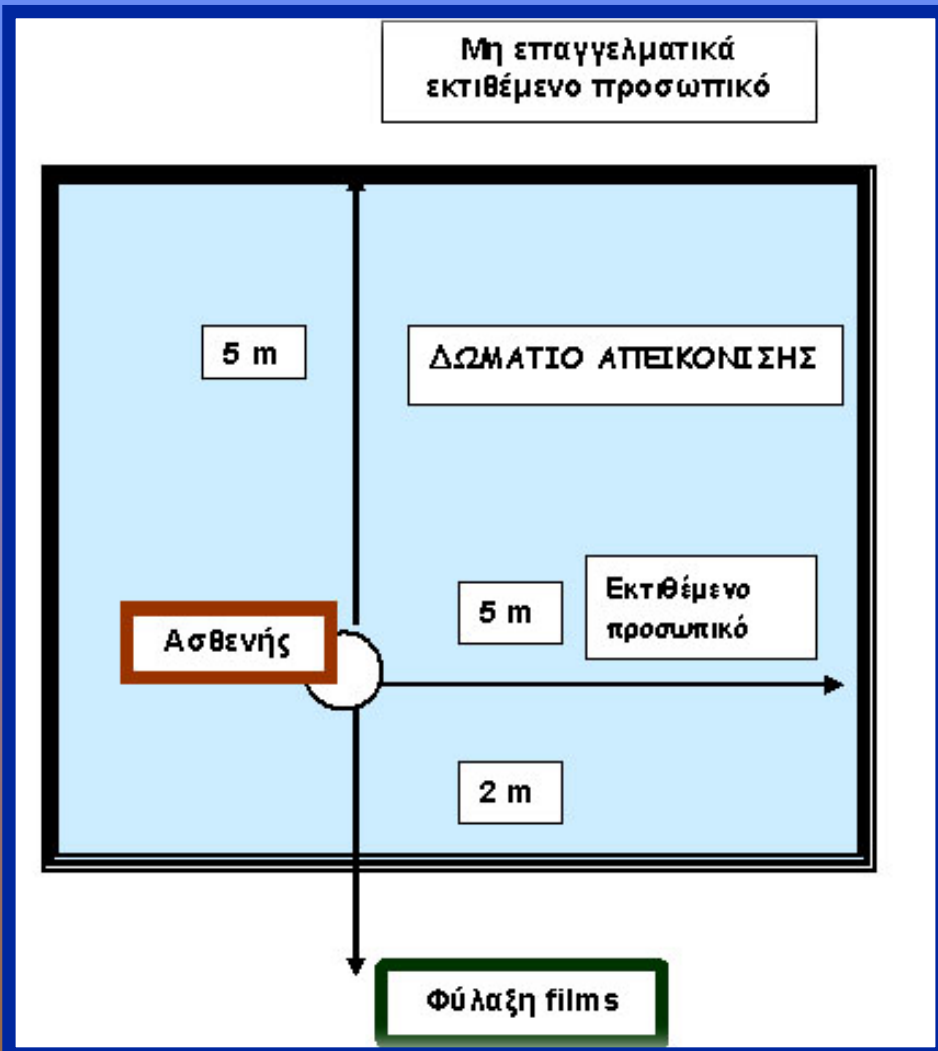 Μη επαγγελματικά
εκτιθέμενο προσωπικό
5 m
ΔΩΜΑΤΙΟ ΑΠΕΙΚΟΝΙΣΗΣ
5 m
Εκτιθέμενο
προσωπικό
Ασθενής
2 m
Φύλαξη films